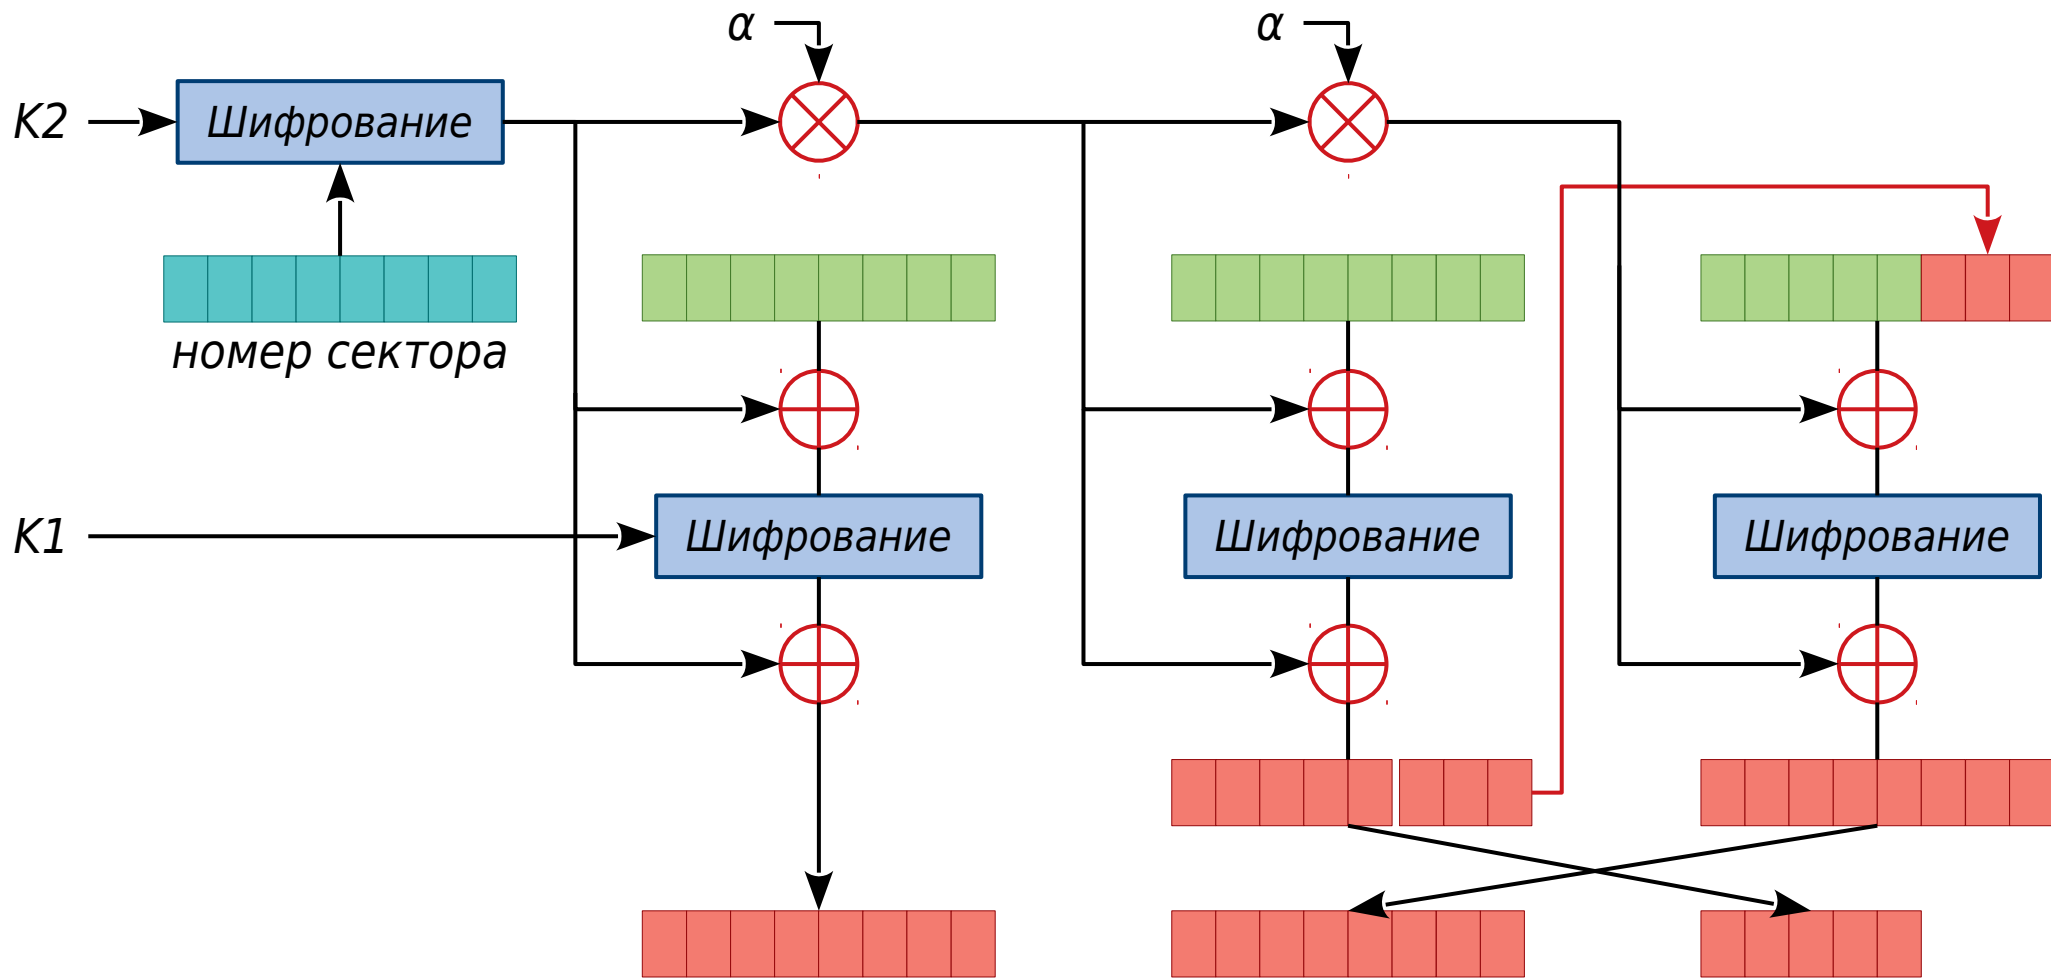 α
α
K2
Шифрование
номер сектора
K1
Шифрование
Шифрование
Шифрование